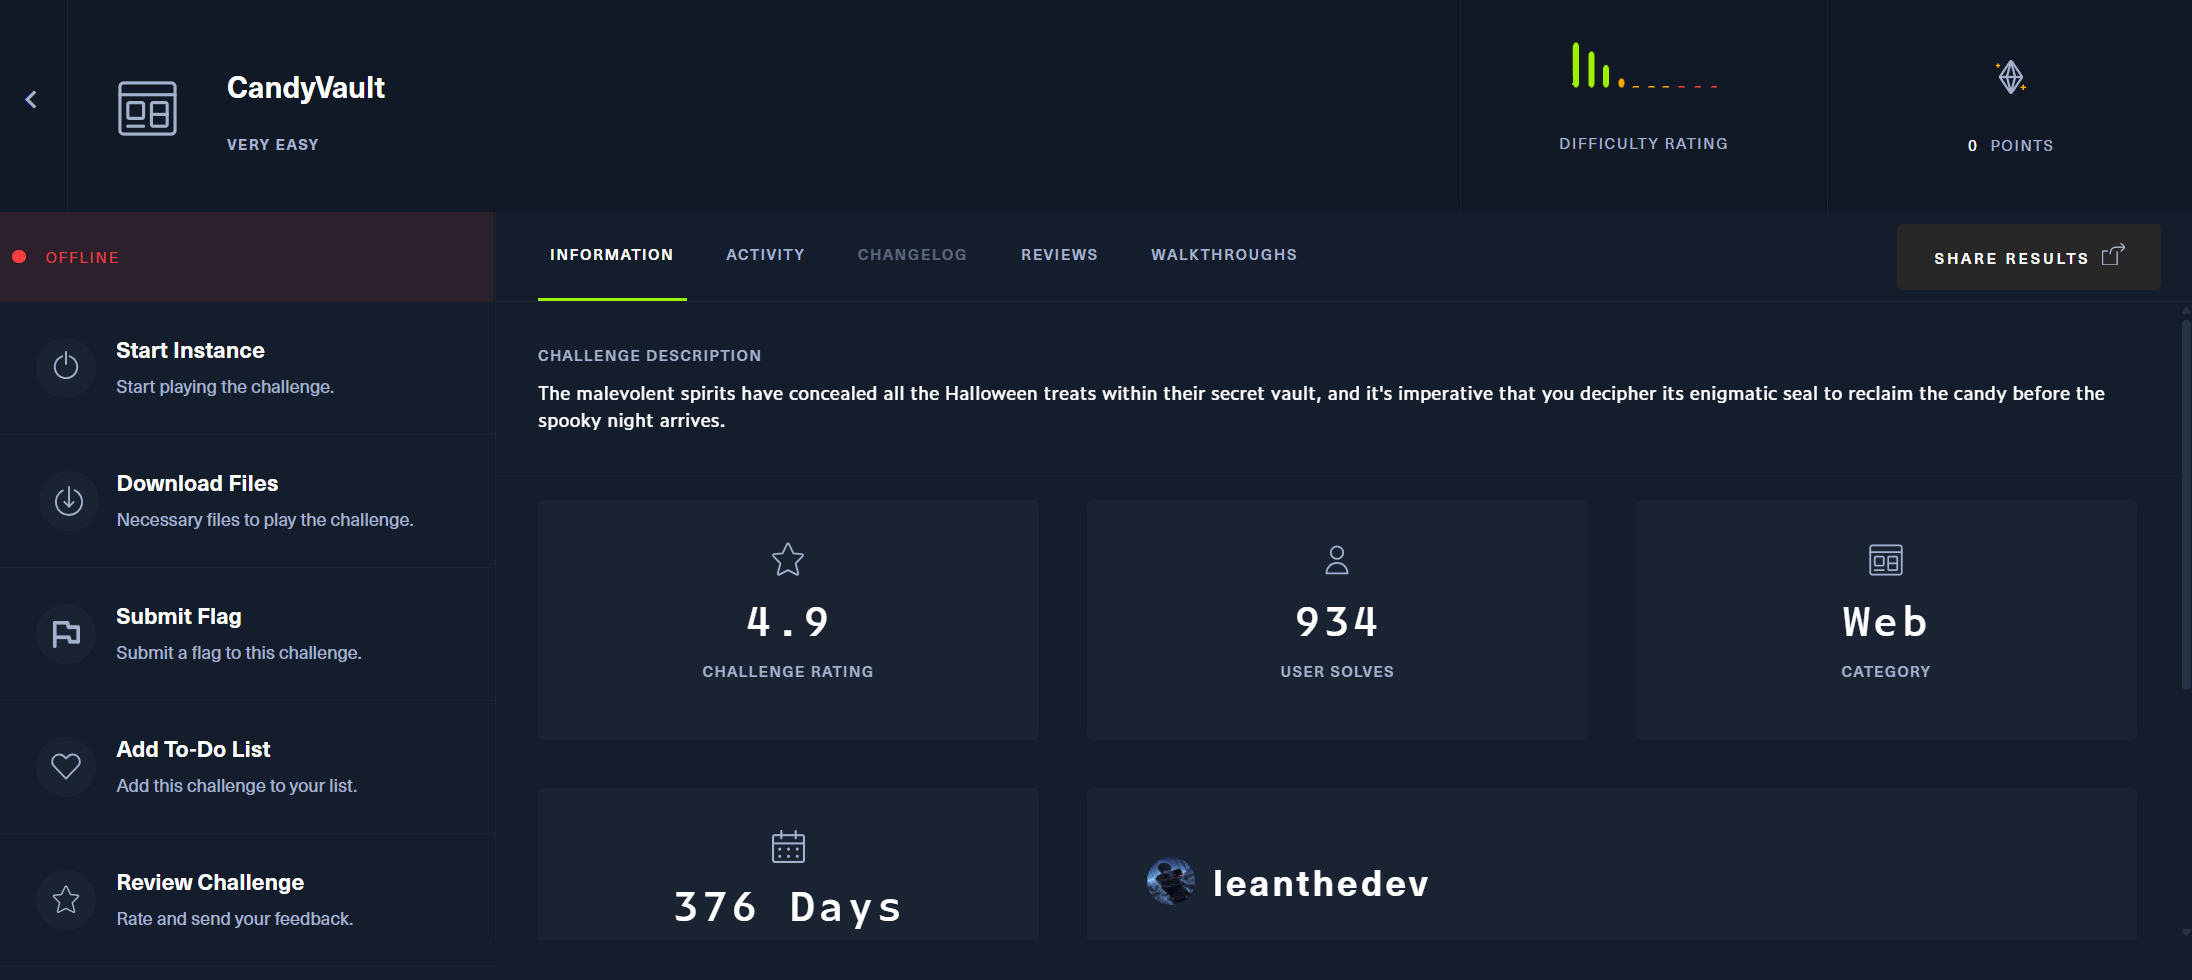 CandyVault
VERY EASY
DIFFICULTY RATING
0 POINTS
OFFLINE
INFORMATION
ACTIVITY
CHANGELOG
REVIEWS
WALKTHROUGHS
SHARE RESULTS
Start Instance
Start playing the challenge.
Download Files
Necessary files to play the challenge.
Submit Flag
Submit a flag to this challenge.
Add To-Do List
Add this challenge to your list.
Review Challenge
Rate and send your feedback.
CHALLENGE DESCRIPTION
The malevolent spirits have concealed all the Halloween treats within their secret vault, and it's imperative that you decipher its enigmatic seal to reclaim the candy before the
spooky night arrives.
4.9
CHALLENGE RATING
934
USER SOLVES
Web
CATEGORY
376 Days
leanthedev